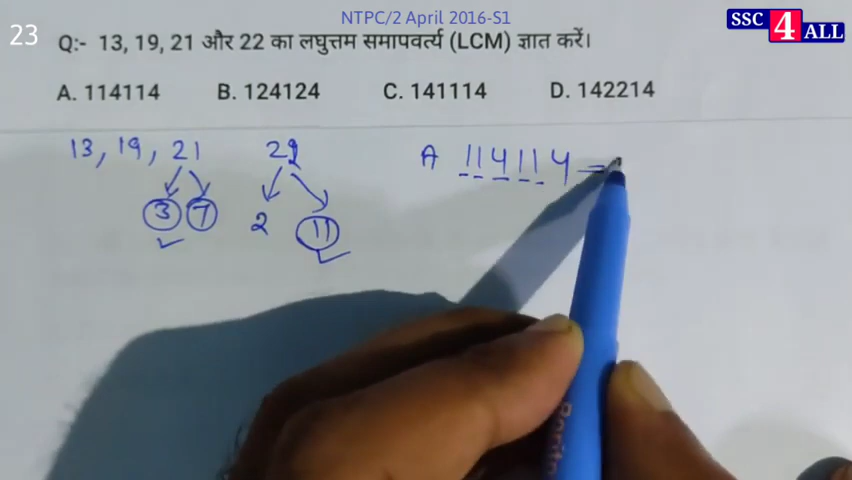 NTPC/2 April 2016-S1
SSC 4 ALL
23
Q:- 13, 19, 21 और 22 का लघुत्तम समापवर्त्य (LCM) ज्ञात करें।
A. 114114 B. 124124 C. 141114 D. 142214
13, 19, 21 22 A 114114 =
3 7 2 11